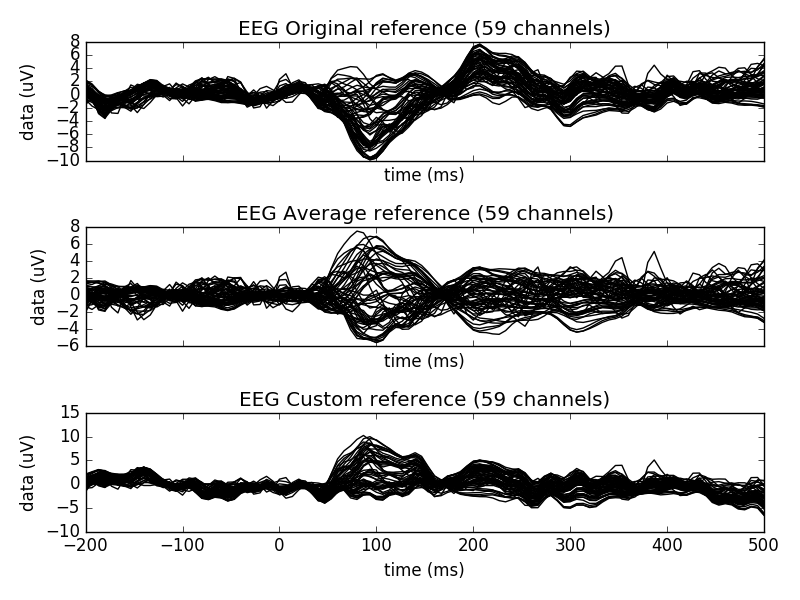 EEG Original reference (59 channels)
8
6
4
2
0
−2
−4
−6
−8
−10
data (uV)
time (ms)
EEG Average reference (59 channels)
8
6
4
2
0
−2
−4
−6
data (uV)
time (ms)
EEG Custom reference (59 channels)
15
10
5
0
−5
−10
data (uV)
−200 −100 0 100 200 300 400 500
time (ms)